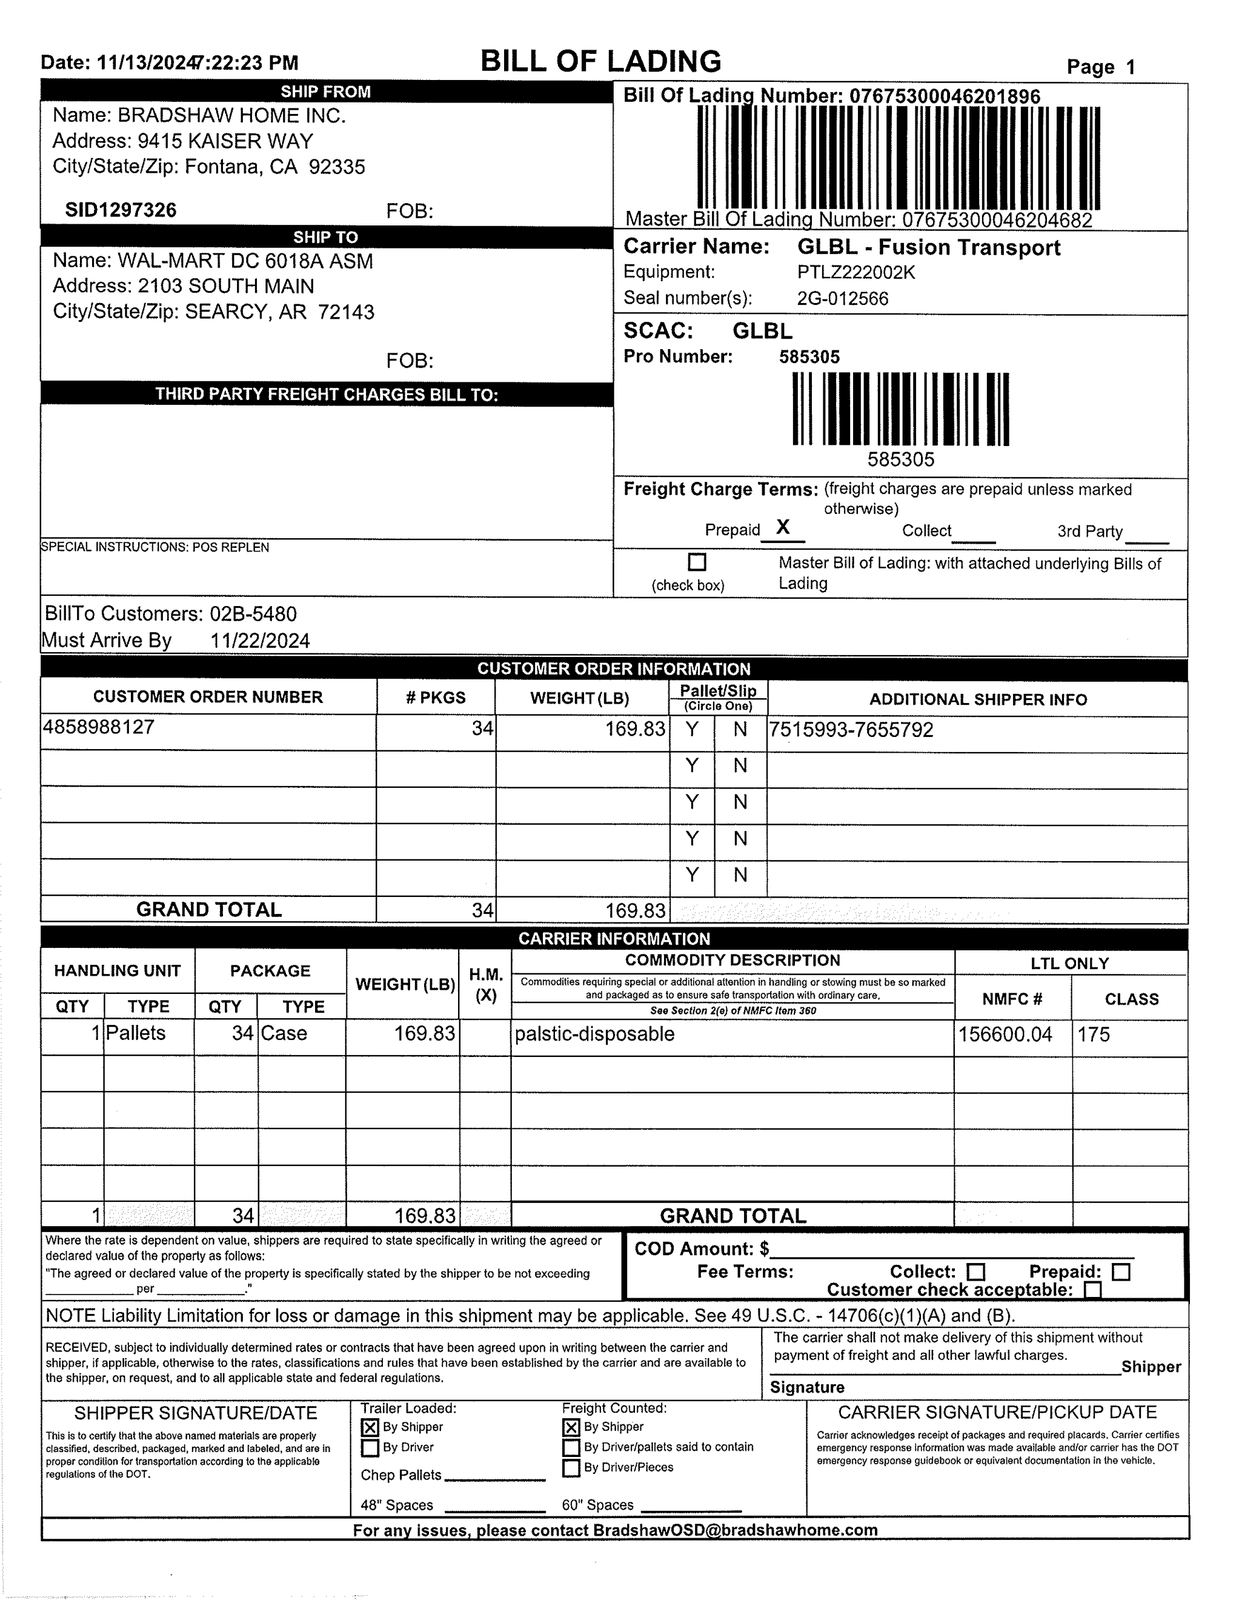 Date: 11/13/2024 7:22:23 PM
BILL OF LADING
Page 1
SHIP FROM
Name: BRADSHAW HOME INC.
Address: 9415 KAISER WAY
City/State/Zip: Fontana, CA 92335
SID1297326 FOB:
Bill Of Lading Number: 07675300046201896
Master Bill Of Lading Number: 07675300046204682
SHIP TO
Name: WAL-MART DC 6018A ASM
Address: 2103 SOUTH MAIN
City/State/Zip: SEARCY, AR 72143
FOB:
Carrier Name: GLBL - Fusion Transport
Equipment: PTLZ222002K
Seal number(s): 2G-012566
SCAC: GLBL
Pro Number: 585305
585305
THIRD PARTY FREIGHT CHARGES BILL TO:
Freight Charge Terms: (freight charges are prepaid unless marked
otherwise)
Prepaid X Collect 3rd Party
SPECIAL INSTRUCTIONS: POS REPLEN
(check box)
Master Bill of Lading: with attached underlying Bills of
Lading
BillTo Customers: 02B-5480
Must Arrive By 11/22/2024
CUSTOMER ORDER INFORMATION
CUSTOMER ORDER NUMBER # PKGS WEIGHT(LB) Pallet/Slip (Circle One) ADDITIONAL SHIPPER INFO
4858988127 34 169.83 Y N 7515993-7655792
Y N
Y N
Y N
Y N
GRAND TOTAL 34 169.83
CARRIER INFORMATION
HANDLING UNIT PACKAGE WEIGHT(LB) H.M. (X) COMMODITY DESCRIPTION LTL ONLY
Commodities requiring special or additional attention in handling or stowing must be so marked
and packaged as to ensure safe transportation with ordinary care.
See Section 2(e) of NMFC Item 360
QTY TYPE QTY TYPE NMFC # CLASS
1 Pallets 34 Case 169.83 palstic-disposable 156600.04 175
1 34 169.83 GRAND TOTAL
Where the rate is dependent on value, shippers are required to state specifically in writing the agreed or
declared value of the property as follows:
"The agreed or declared value of the property is specifically stated by the shipper to be not exceeding
____________ per ____________."
COD Amount: $
Fee Terms: Collect: Prepaid:
Customer check acceptable:
NOTE Liability Limitation for loss or damage in this shipment may be applicable. See 49 U.S.C. - 14706(c)(1)(A) and (B).
RECEIVED, subject to individually determined rates or contracts that have been agreed upon in writing between the carrier and
shipper, if applicable, otherwise to the rates, classifications and rules that have been established by the carrier and are available to
the shipper, on request, and to all applicable state and federal regulations.
The carrier shall not make delivery of this shipment without
payment of freight and all other lawful charges.
Shipper
Signature
SHIPPER SIGNATURE/DATE
This is to certify that the above named materials are properly
classified, described, packaged, marked and labeled, and are in
proper condition for transportation according to the applicable
regulations of the DOT.
Trailer Loaded:
X By Shipper
By Driver
Chep Pallets
48" Spaces
Freight Counted:
X By Shipper
By Driver/pallets said to contain
By Driver/Pieces
60" Spaces
CARRIER SIGNATURE/PICKUP DATE
Carrier acknowledges receipt of packages and required placards. Carrier certifies
emergency response information was made available and/or carrier has the DOT
emergency response guidebook or equivalent documentation in the vehicle.
For any issues, please contact BradshawOSD@bradshawhome.com